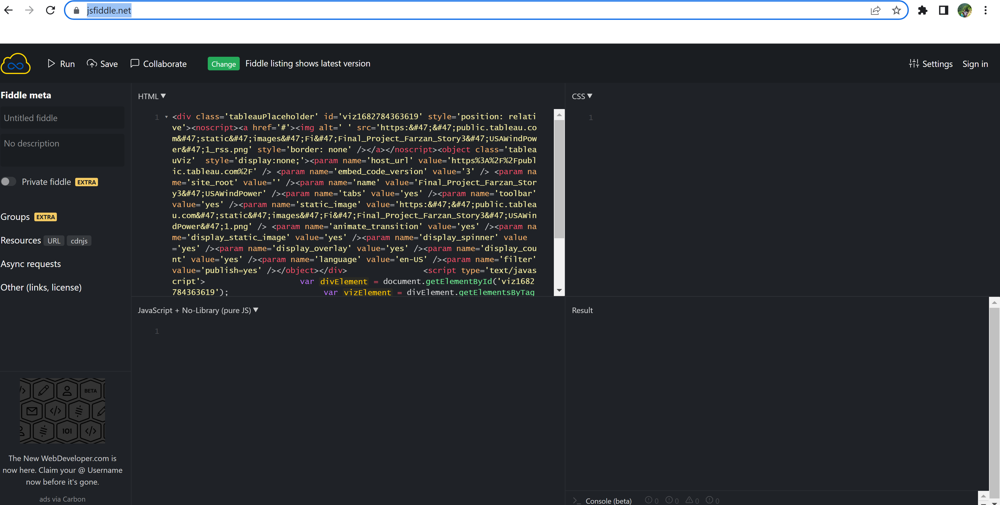 jsfiddle.net
Run Save Collaborate Change Fiddle listing shows latest version Settings Sign in
Fiddle meta
Untitled fiddle
No description
Private fiddle EXTRA
Groups EXTRA
Resources URL cdnjs
Async requests
Other (links, license)
BETA
101
The New WebDeveloper.com is
now here. Claim your @ Username
now before it's gone.
ads via Carbon
HTML
1 <div class='tableauPlaceholder' id='viz1682784363619' style='position: relati
ve'><noscript><a href='#'><img alt=' ' src='https:&#47;&#47;public.tableau.co
m&#47;static&#47;images&#47;Fi&#47;Final_Project_Farzan_Story3&#47;USAWindPow
er&#47;1_rss.png' style='border: none' /></a></noscript><object class='tablea
uViz'  style='display:none;'><param name='host_url' value='https%3A%2F%2Fpubl
ic.tableau.com%2F' /> <param name='embed_code_version' value='3' /> <param na
me='site_root' value='' /><param name='name' value='Final_Project_Farzan_Stor
y3&#47;USAWindPower' /><param name='tabs' value='yes' /><param name='toolbar'
value='yes' /><param name='static_image' value='https:&#47;&#47;public.tablea
u.com&#47;static&#47;images&#47;Fi&#47;Final_Project_Farzan_Story3&#47;USAWin
dPower&#47;1.png' /> <param name='animate_transition' value='yes' /><param na
me='display_static_image' value='yes' /><param name='display_spinner' value
='yes' /><param name='display_overlay' value='yes' /><param name='display_cou
nt' value='yes' /><param name='language' value='en-US' /><param name='filter'
value='publish=yes' /></object></div> <script type='text/javas
cript'> var divElement = document.getElementById('viz1682
784363619'); var vizElement = divElement.getElementsByTag
CSS
1
JavaScript + No-Library (pure JS)
1
Result
Console (beta) 0 0 0 0